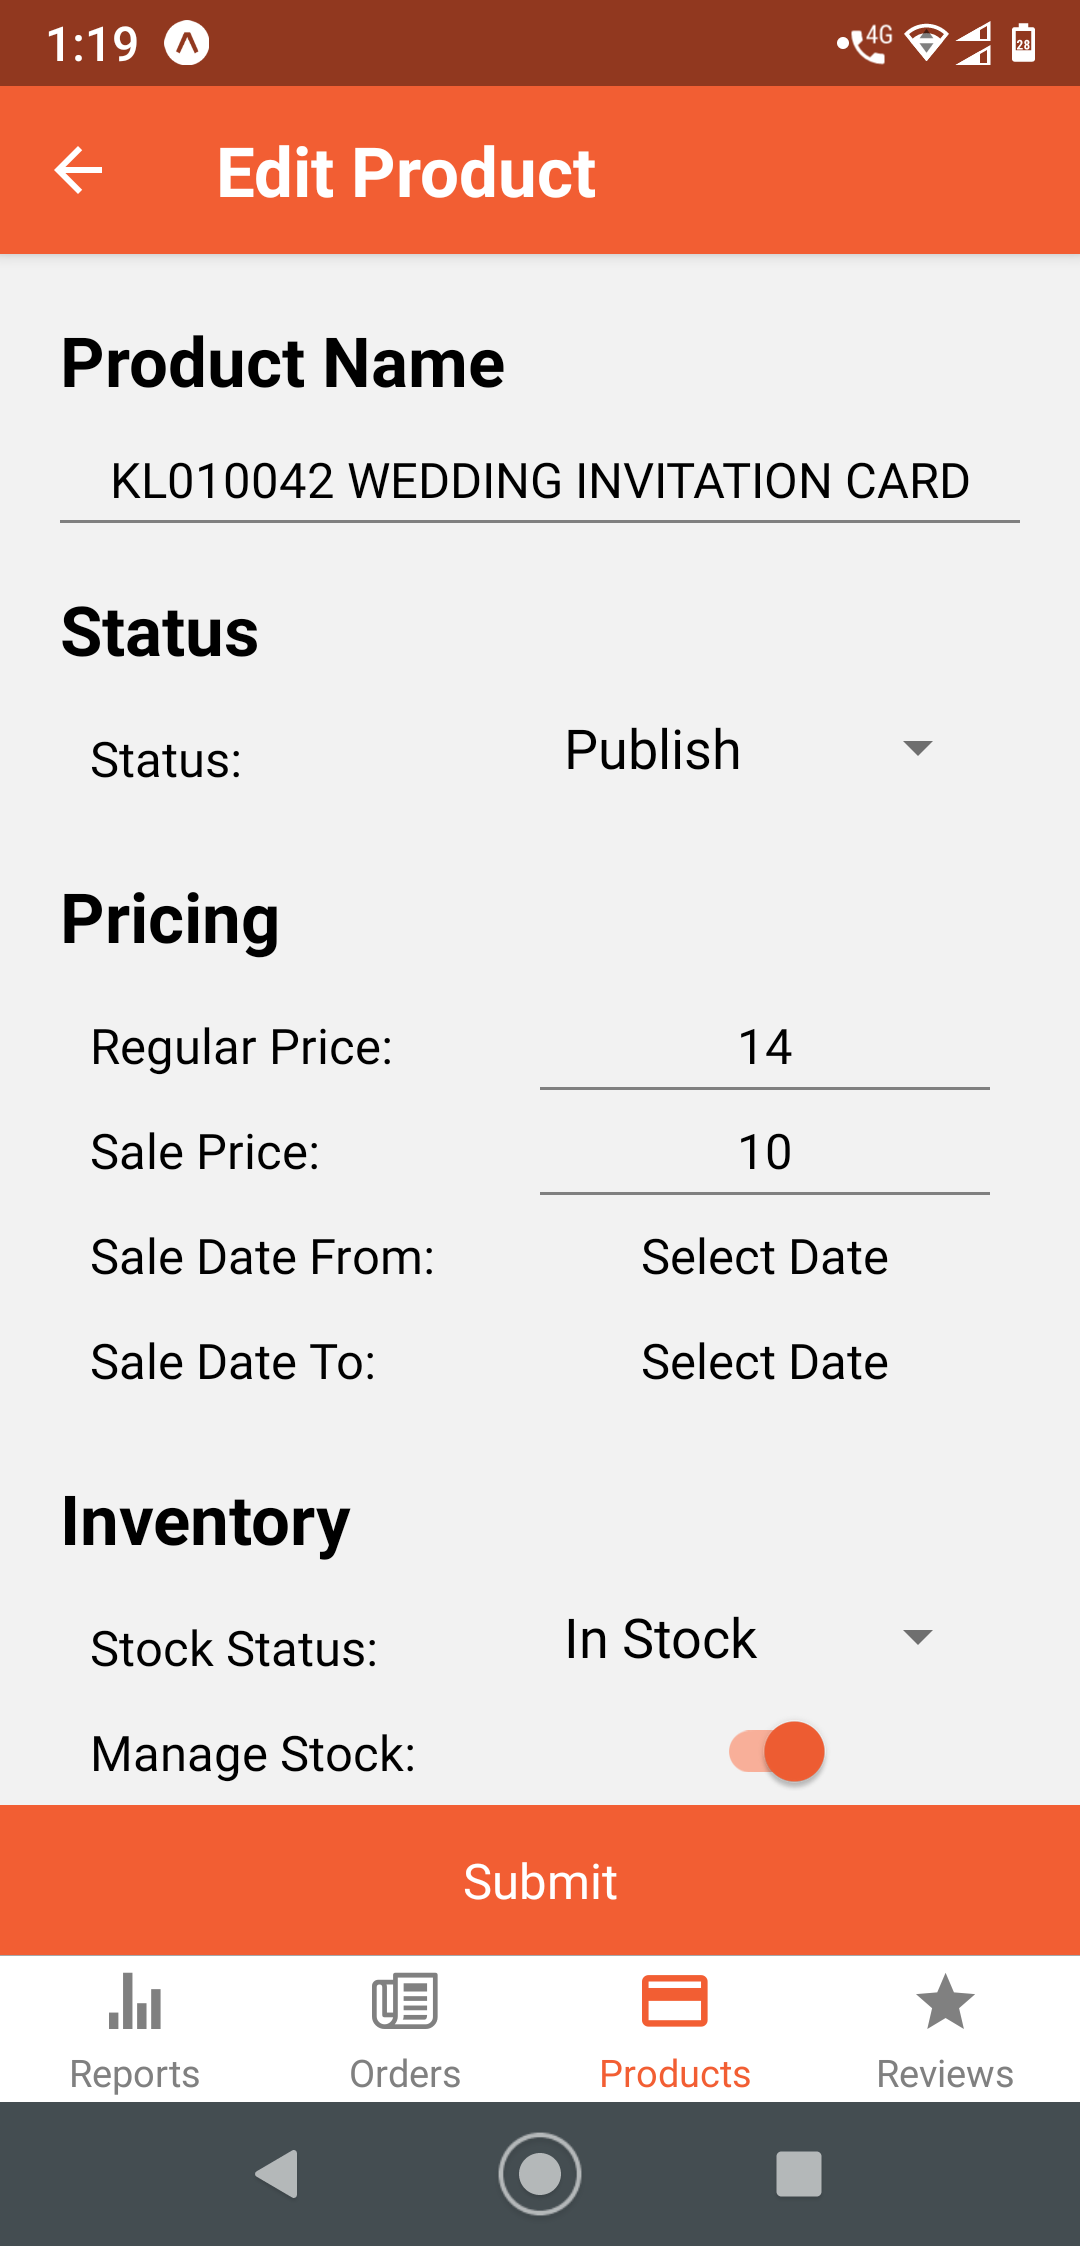 1:19 4G 28
Edit Product
Product Name
KL010042 WEDDING INVITATION CARD
Status
Status: Publish
Pricing
Regular Price: 14
Sale Price: 10
Sale Date From: Select Date
Sale Date To: Select Date
Inventory
Stock Status: In Stock
Manage Stock:
Submit
Reports Orders Products Reviews